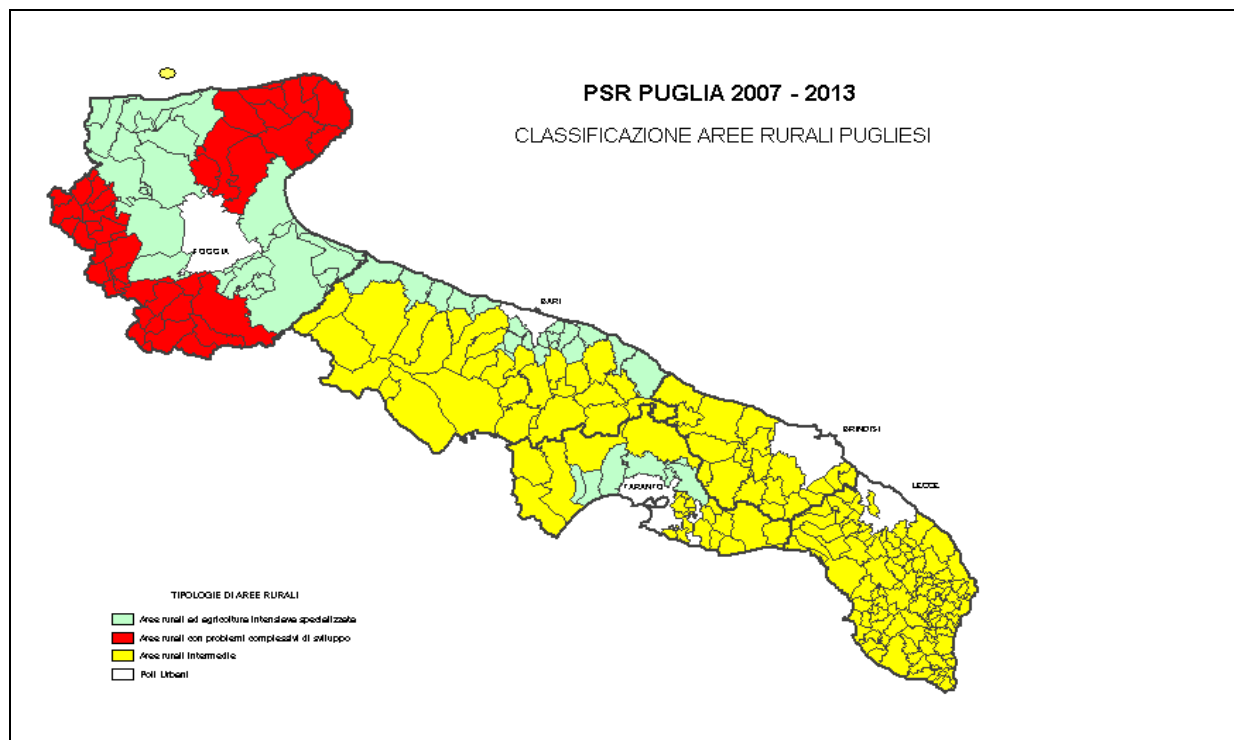 PSR PUGLIA 2007 - 2013
CLASSIFICAZIONE AREE RURALI PUGLIESI
FOGGIA
BARI
BRINDISI
LECCE
TARANTO
TIPOLOGIE DI AREE RURALI
Aree rurali ad agricoltura intensiava specializzata
Aree rurali con problemi complessivi di sviluppo
Aree rurali intermedie
Poli Urbani